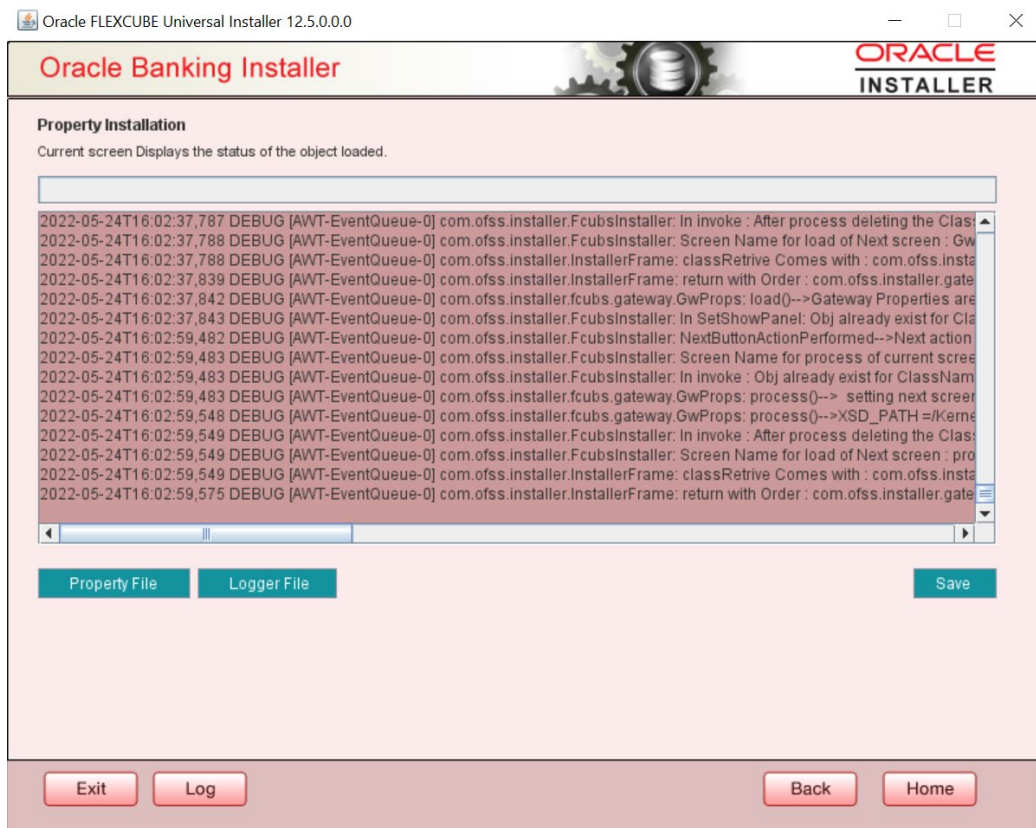 Oracle FLEXCUBE Universal Installer 12.5.0.0.0
Oracle Banking Installer
ORACLE
INSTALLER
Property Installation
Current screen Displays the status of the object loaded.
2022-05-24T16:02:37,787 DEBUG [AWT-EventQueue-0] com.ofss.installer.FcubsInstaller: In invoke : After process deleting the Clas
2022-05-24T16:02:37,788 DEBUG [AWT-EventQueue-0] com.ofss.installer.FcubsInstaller: Screen Name for load of Next screen : Gw
2022-05-24T16:02:37,788 DEBUG [AWT-EventQueue-0] com.ofss.installer.InstallerFrame: classRetrive Comes with : com.ofss.insta
2022-05-24T16:02:37,839 DEBUG [AWT-EventQueue-0] com.ofss.installer.InstallerFrame: return with Order : com.ofss.installer.gate
2022-05-24T16:02:37,842 DEBUG [AWT-EventQueue-0] com.ofss.installer.fcubs.gateway.GwProps: load()-->Gateway Properties are
2022-05-24T16:02:37,843 DEBUG [AWT-EventQueue-0] com.ofss.installer.FcubsInstaller: In SetShowPanel: Obj already exist for Cla
2022-05-24T16:02:59,482 DEBUG [AWT-EventQueue-0] com.ofss.installer.FcubsInstaller: NextButtonActionPerformed-->Next action
2022-05-24T16:02:59,483 DEBUG [AWT-EventQueue-0] com.ofss.installer.FcubsInstaller: Screen Name for process of current scree
2022-05-24T16:02:59,483 DEBUG [AWT-EventQueue-0] com.ofss.installer.FcubsInstaller: In invoke : Obj already exist for ClassNam
2022-05-24T16:02:59,483 DEBUG [AWT-EventQueue-0] com.ofss.installer.fcubs.gateway.GwProps: process()--> setting next screen
2022-05-24T16:02:59,548 DEBUG [AWT-EventQueue-0] com.ofss.installer.fcubs.gateway.GwProps: process()-->XSD_PATH =/Kerne
2022-05-24T16:02:59,549 DEBUG [AWT-EventQueue-0] com.ofss.installer.FcubsInstaller: In invoke : After process deleting the Clas
2022-05-24T16:02:59,549 DEBUG [AWT-EventQueue-0] com.ofss.installer.FcubsInstaller: Screen Name for load of Next screen : pro
2022-05-24T16:02:59,549 DEBUG [AWT-EventQueue-0] com.ofss.installer.InstallerFrame: classRetrive Comes with : com.ofss.insta
2022-05-24T16:02:59,575 DEBUG [AWT-EventQueue-0] com.ofss.installer.InstallerFrame: return with Order : com.ofss.installer.gate
Property File Logger File Save
Exit Log Back Home